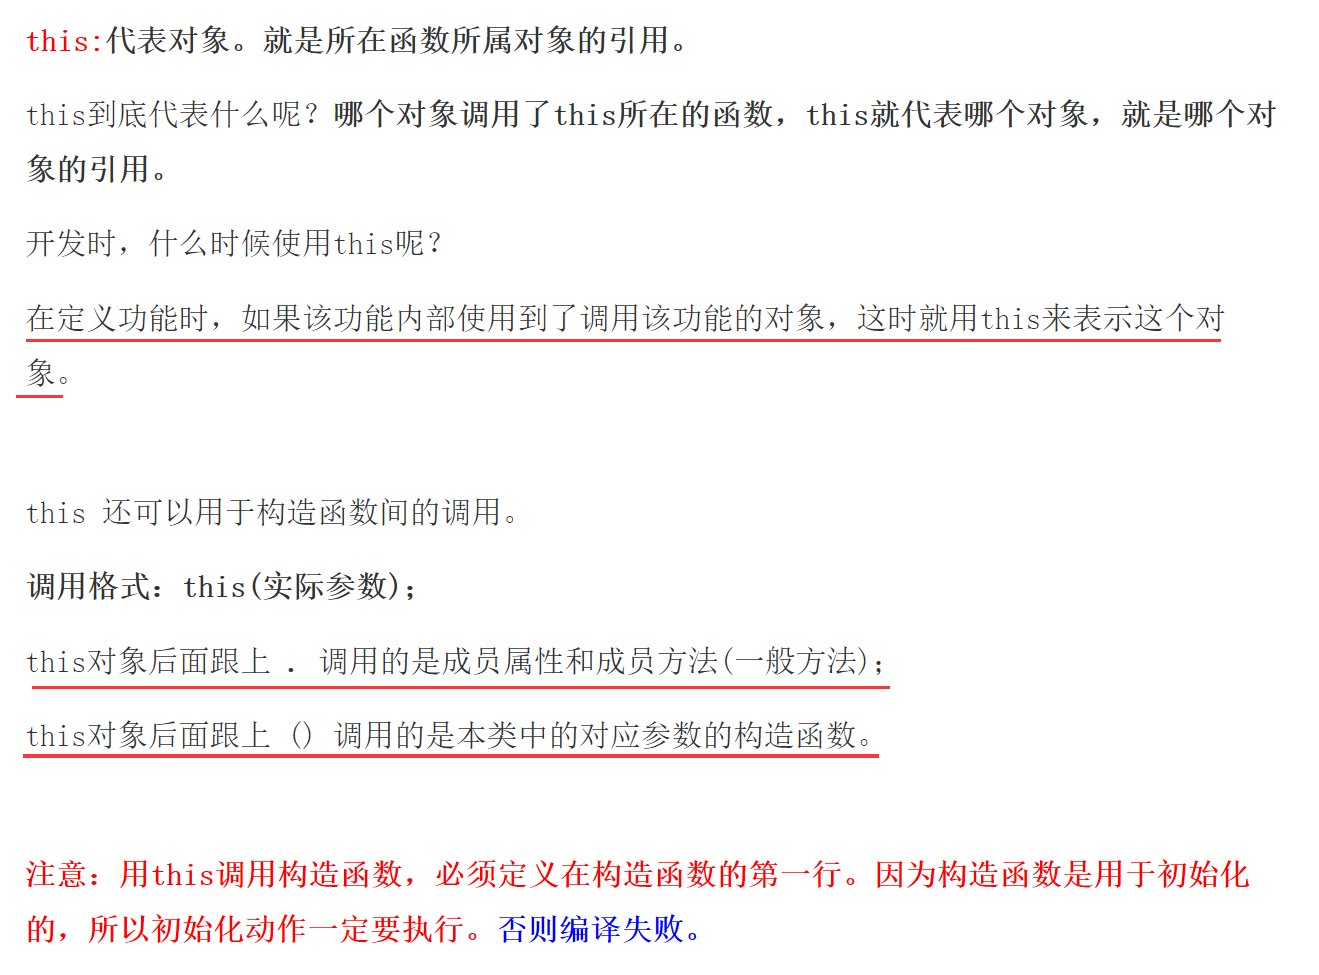 this:代表对象。就是所在函数所属对象的引用。
this到底代表什么呢？哪个对象调用了this所在的函数，this就代表哪个对象，就是哪个对
象的引用。
开发时，什么时候使用this呢？
在定义功能时，如果该功能内部使用到了调用该功能的对象，这时就用this来表示这个对
象。
this 还可以用于构造函数间的调用。
调用格式：this(实际参数)；
this对象后面跟上 . 调用的是成员属性和成员方法(一般方法)；
this对象后面跟上 () 调用的是本类中的对应参数的构造函数。
注意：用this调用构造函数，必须定义在构造函数的第一行。因为构造函数是用于初始化
的，所以初始化动作一定要执行。否则编译失败。